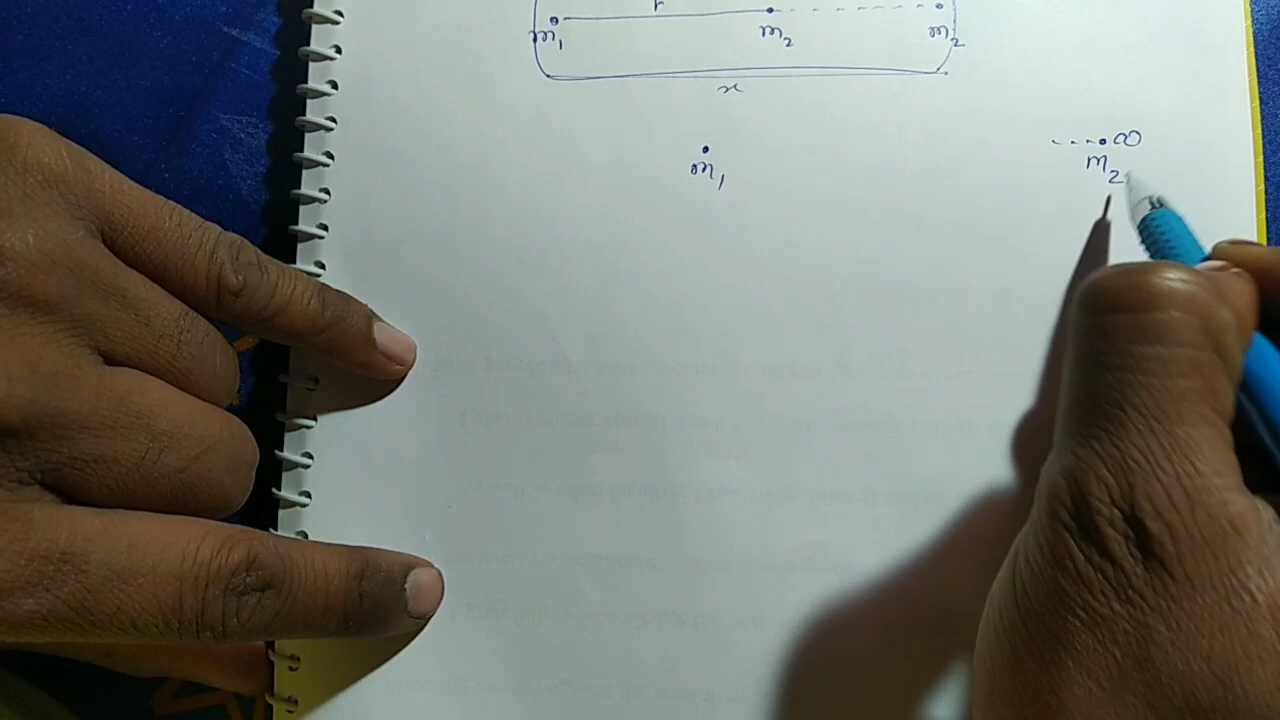 r
m₁ m₂ m₂
x
....∞
m₁ m₂